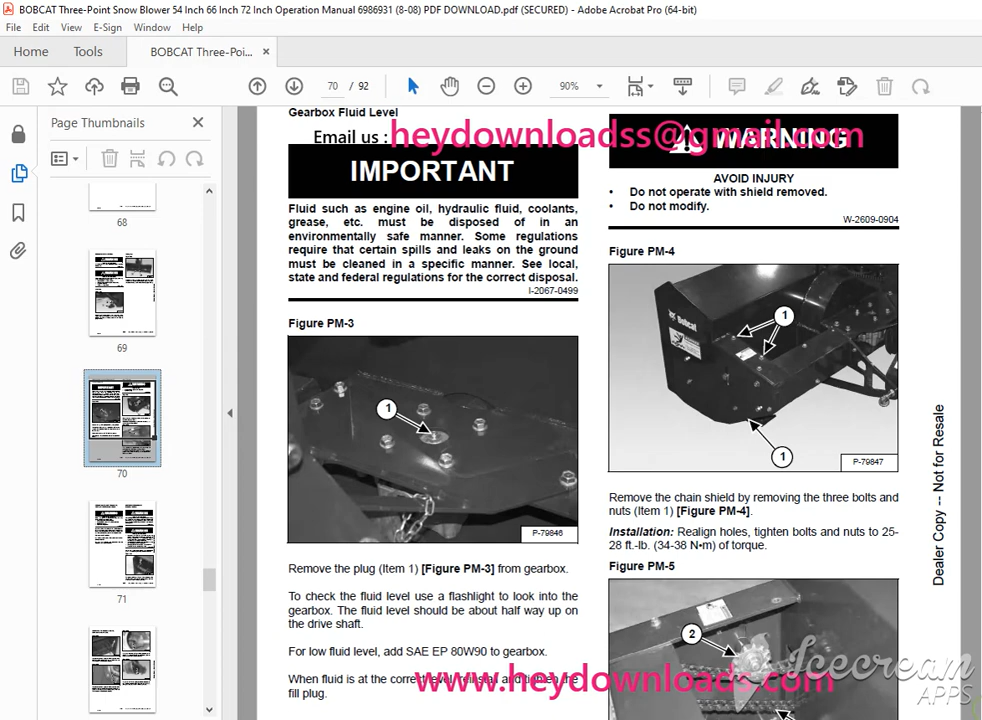 BOBCAT Three-Point Snow Blower 54 Inch 66 Inch 72 Inch Operation Manual 6986931 (8-08) PDF DOWNLOAD.pdf (SECURED) - Adobe Acrobat Pro (64-bit)
File Edit View E-Sign Window Help
Home Tools BOBCAT Three-Poi... ×
70 / 92 90%
Page Thumbnails
68
69
70
71
Gearbox Fluid Level
Email us : heydownloadss@gmail.com
IMPORTANT
Fluid such as engine oil, hydraulic fluid, coolants,
grease, etc. must be disposed of in an
environmentally safe manner. Some regulations
require that certain spills and leaks on the ground
must be cleaned in a specific manner. See local,
state and federal regulations for the correct disposal.
I-2067-0499
Figure PM-3
1
P-79846
Remove the plug (Item 1) [Figure PM-3] from gearbox.
To check the fluid level use a flashlight to look into the
gearbox. The fluid level should be about half way up on
the drive shaft.
For low fluid level, add SAE EP 80W90 to gearbox.
When fluid is at the correct level, reinstall and tighten the
fill plug.
www.heydownloads.com
WARNING
AVOID INJURY
• Do not operate with shield removed.
• Do not modify.
W-2609-0904
Figure PM-4
1
Bobcat
1
P-79847
Remove the chain shield by removing the three bolts and
nuts (Item 1) [Figure PM-4].
Installation: Realign holes, tighten bolts and nuts to 25-
28 ft.-lb. (34-38 N•m) of torque.
Figure PM-5
2
Dealer Copy -- Not for Resale
Icecream
APPS